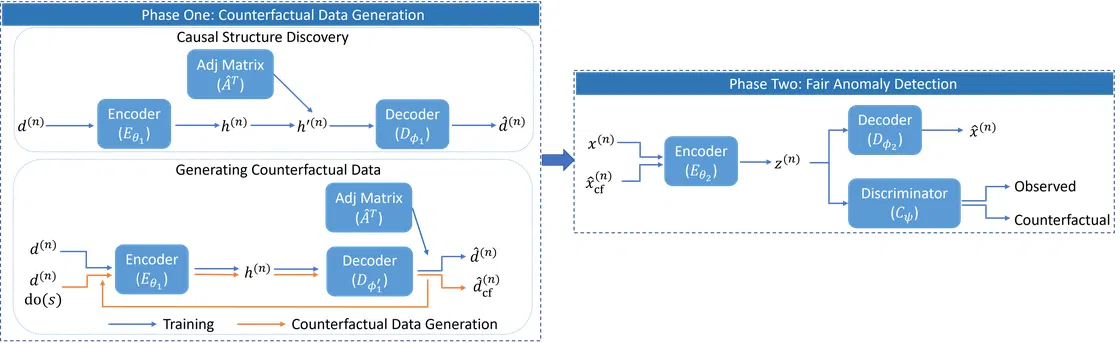 Phase One: Counterfactual Data Generation
Causal Structure Discovery
Adj Matrix
(Â^T)
d^(n)
Encoder
(E_θ₁)
h^(n)
h′^(n)
Decoder
(D_ϕ₁)
d̂^(n)
Generating Counterfactual Data
Adj Matrix
(Â^T)
d^(n)
d^(n)
do(s)
Encoder
(E_θ₁)
h^(n)
Decoder
(D_ϕ₁′)
d̂^(n)
d̂_cf^(n)
Training
Counterfactual Data Generation
Phase Two: Fair Anomaly Detection
x^(n)
x̂_cf^(n)
Encoder
(E_θ₂)
z^(n)
Decoder
(D_ϕ₂)
x̂^(n)
Discriminator
(C_ψ)
Observed
Counterfactual